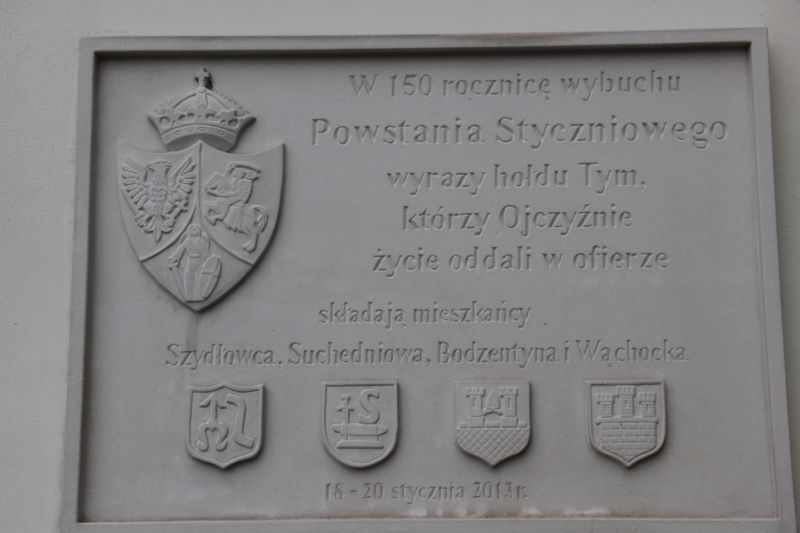 W 150 rocznicę wybuchu
Powstania Styczniowego
wyrazy hołdu Tym,
którzy Ojczyźnie
życie oddali w ofierze
składają mieszkańcy
Szydłowca, Suchedniowa, Bodzentyna i Wąchocka
S
18-20 stycznia 2013 r.